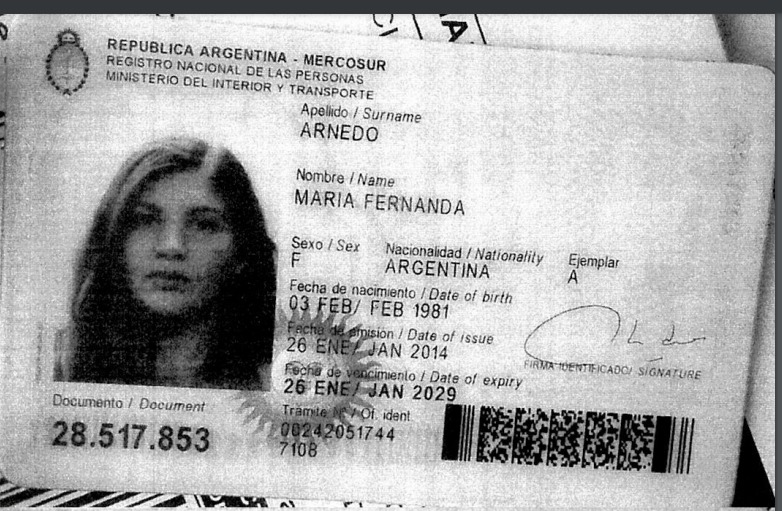 REPUBLICA ARGENTINA - MERCOSUR
REGISTRO NACIONAL DE LAS PERSONAS
MINISTERIO DEL INTERIOR Y TRANSPORTE
Apellido / Surname
ARNEDO
Nombre / Name
MARIA FERNANDA
Sexo / Sex Nacionalidad / Nationality Ejemplar
F ARGENTINA A
Fecha de nacimiento / Date of birth
03 FEB/ FEB 1981
Fecha de emisión / Date of issue
26 ENE/ JAN 2014
FIRMA IDENTIFICADO/ SIGNATURE
Fecha de vencimiento / Date of expiry
26 ENE/ JAN 2029
Documento / Document
28.517.853
Tramite Nº / Of. ident
00242051744
7108